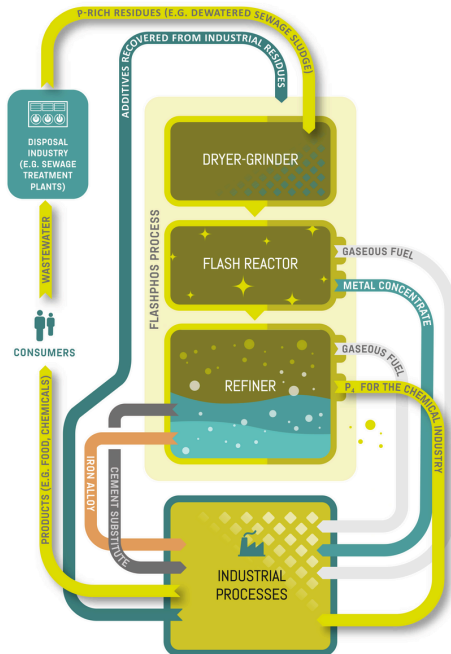 P-RICH RESIDUES (E.G. DEWATERED SEWAGE SLUDGE)
ADDITIVES RECOVERED FROM INDUSTRIAL RESIDUES
DISPOSAL
INDUSTRY
(E.G. SEWAGE
TREATMENT
PLANTS)
WASTEWATER
CONSUMERS
PRODUCTS (E.G. FOOD, CHEMICALS)
FLASHPHOS PROCESS
DRYER-GRINDER
FLASH REACTOR
GASEOUS FUEL
METAL CONCENTRATE
REFINER
GASEOUS FUEL
P₄ FOR THE CHEMICAL INDUSTRY
IRON ALLOY
CEMENT SUBSTITUTE
INDUSTRIAL
PROCESSES